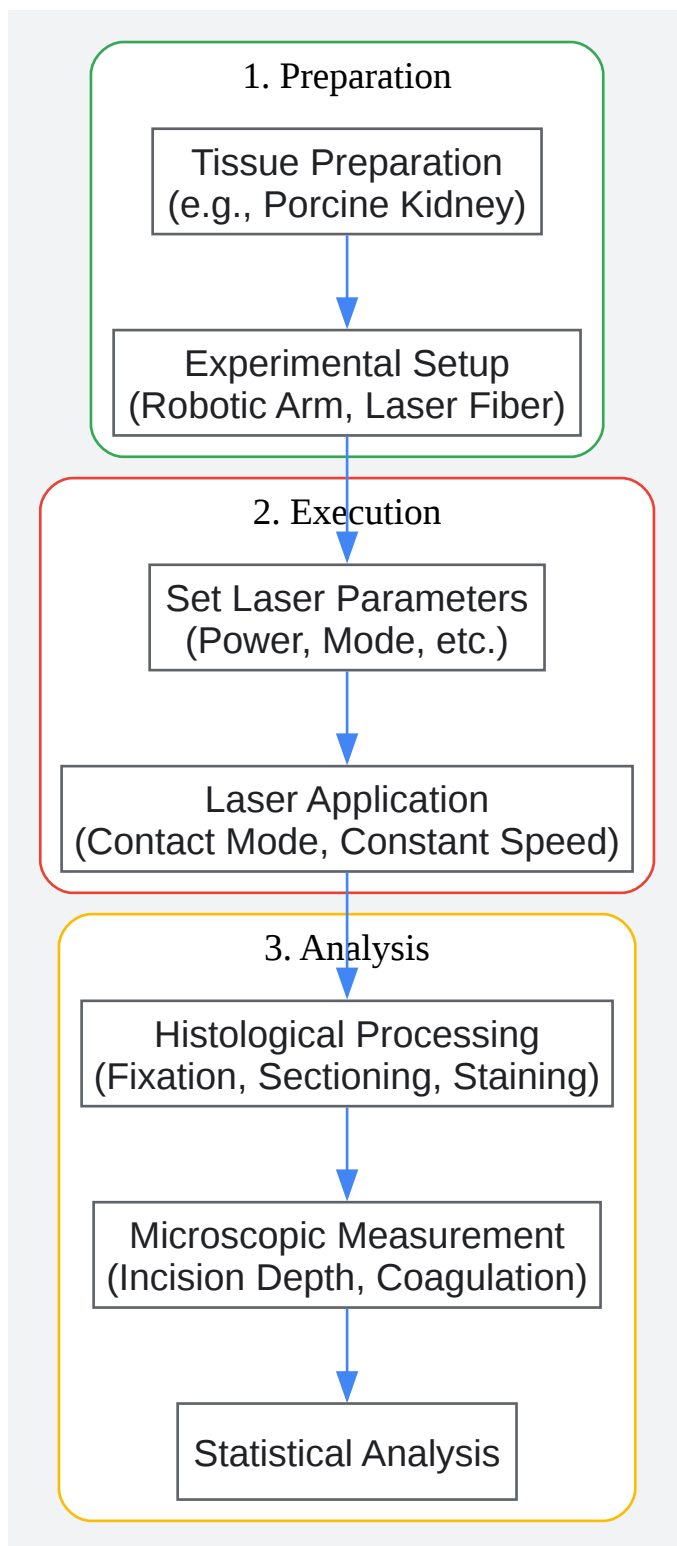 1. Preparation
Tissue Preparation
(e.g., Porcine Kidney)
Experimental Setup
(Robotic Arm, Laser Fiber)
2. Execution
Set Laser Parameters
(Power, Mode, etc.)
Laser Application
(Contact Mode, Constant Speed)
3. Analysis
Histological Processing
(Fixation, Sectioning, Staining)
Microscopic Measurement
(Incision Depth, Coagulation)
Statistical Analysis